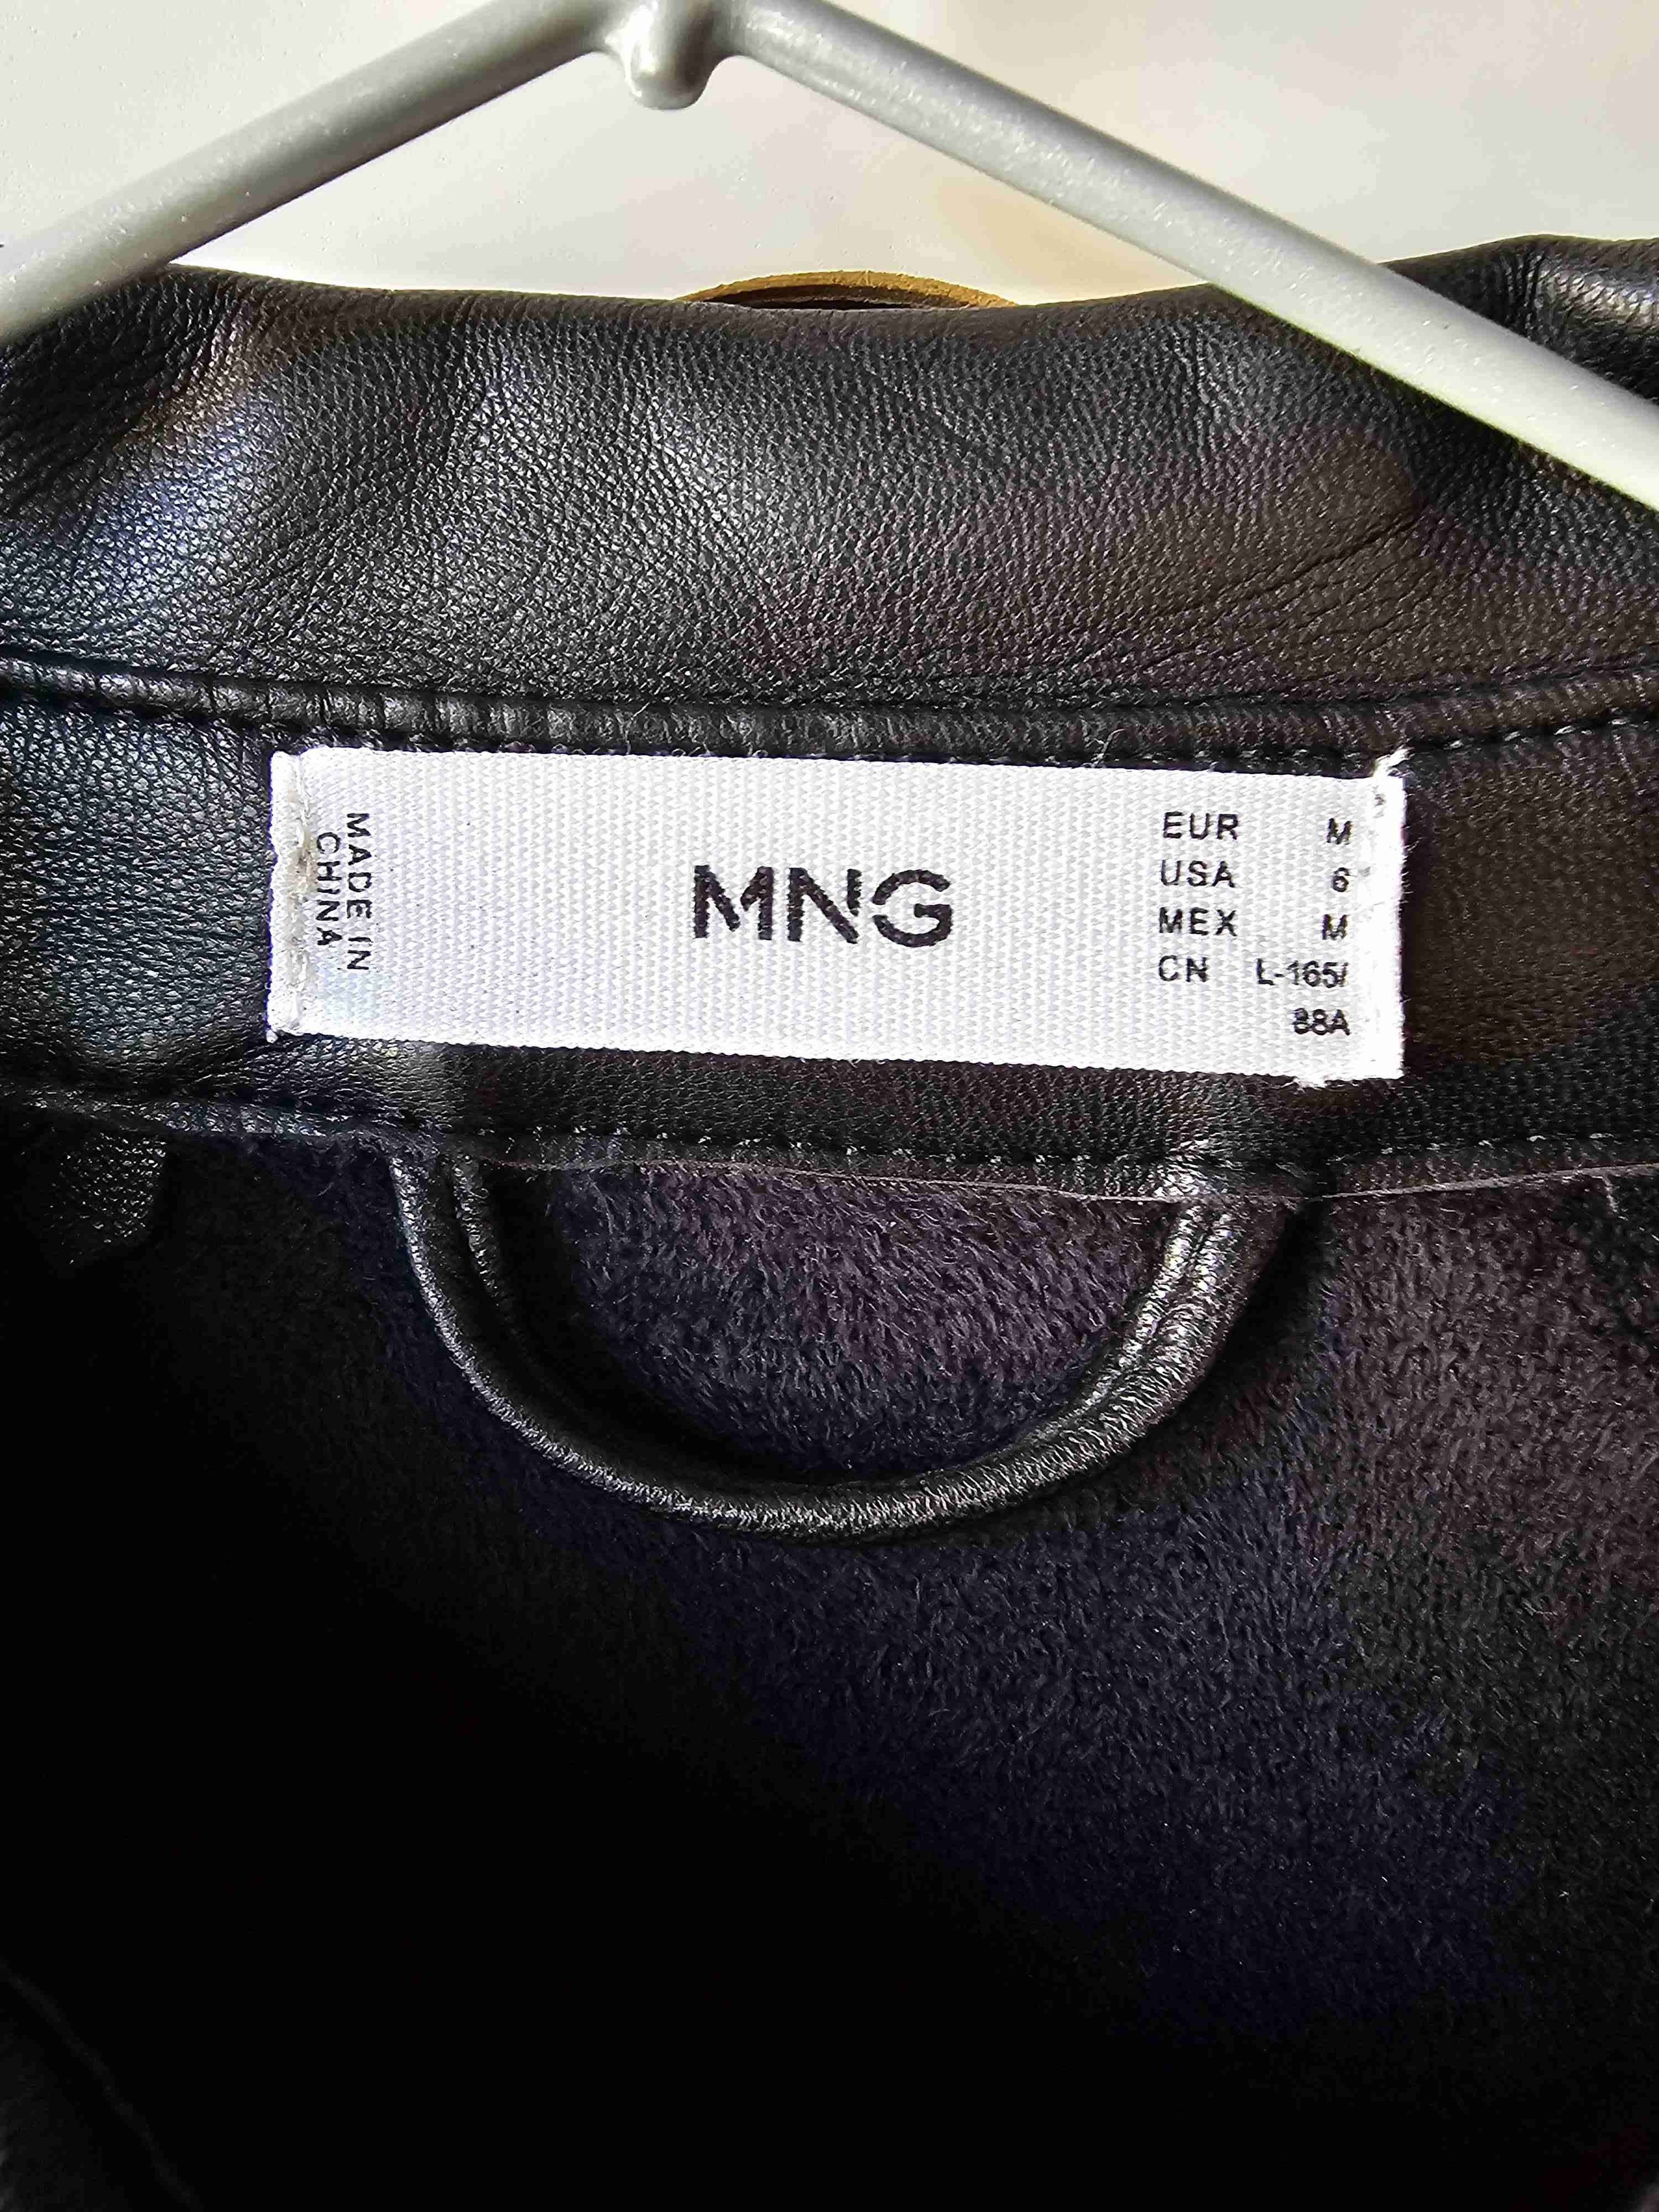 MADE IN
CHINA
MNG
EUR M
USA 6
MEX M
CN L-165/
88A